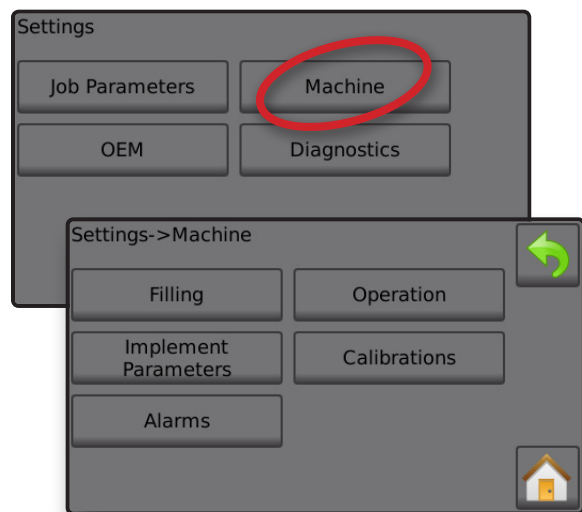 Settings
Job Parameters
Machine
OEM
Diagnostics
Settings->Machine
Filling
Operation
Implement
Parameters
Calibrations
Alarms